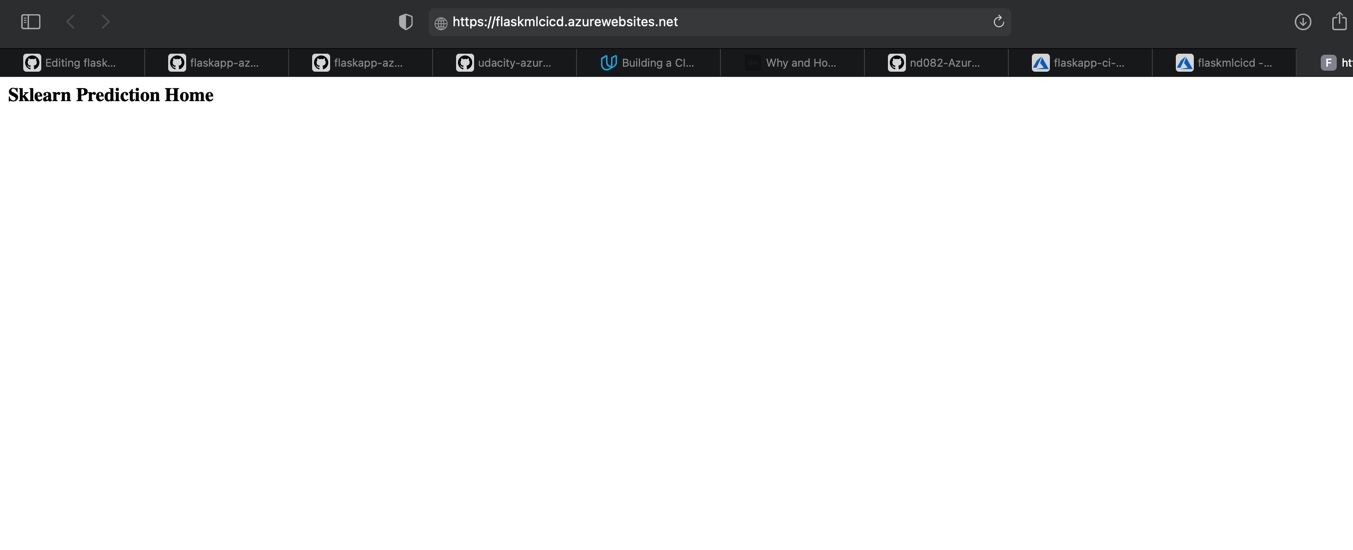 https://flaskmlcicd.azurewebsites.net
Editing flask...
flaskapp-az...
flaskapp-az...
udacity-azur...
Building a CI...
Why and Ho...
nd082-Azur...
flaskapp-ci-...
flaskmlcicd -...
F ht
Sklearn Prediction Home